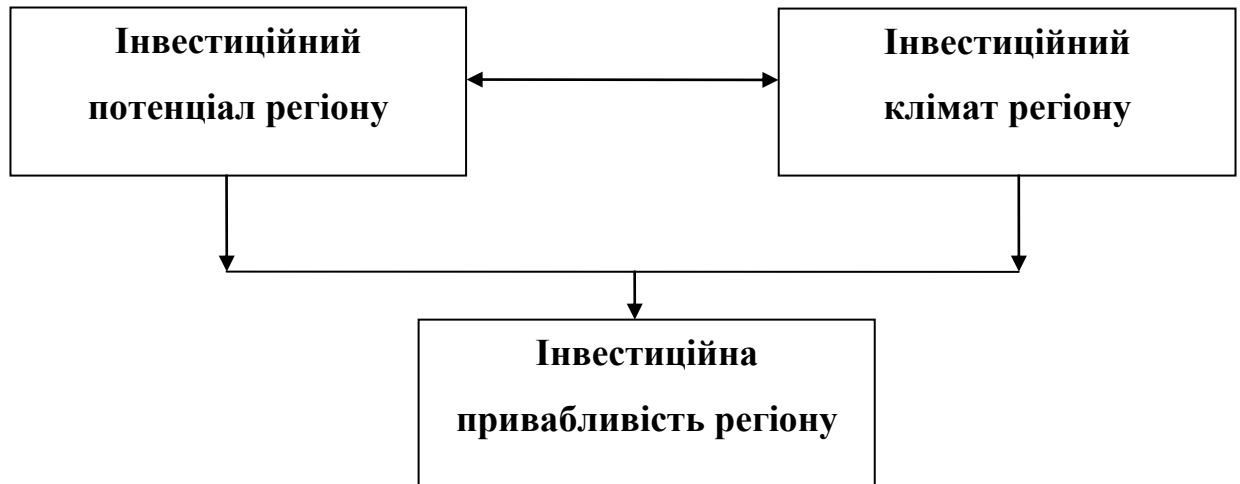 Інвестиційний
потенціал регіону
Інвестиційний
клімат регіону
Інвестиційна
привабливість регіону